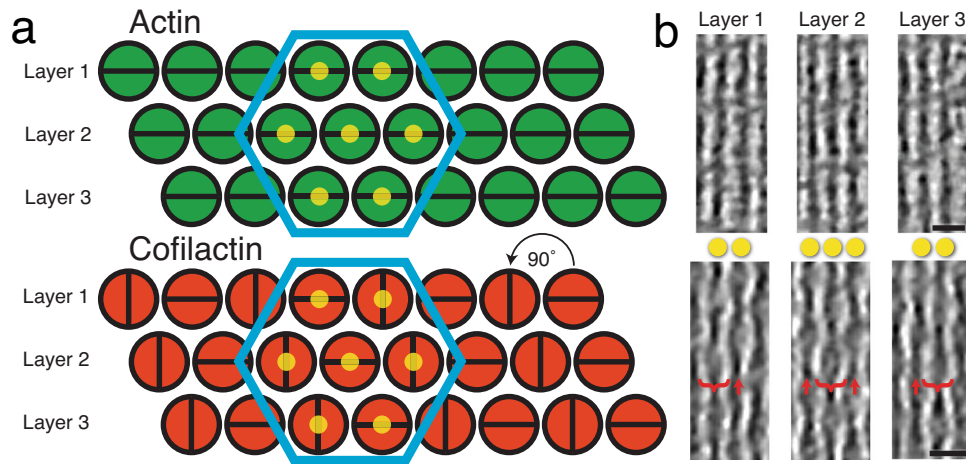 a
Actin
Layer 1
Layer 2
Layer 3
Cofilactin
90°
Layer 1
Layer 2
Layer 3
b
Layer 1 Layer 2 Layer 3